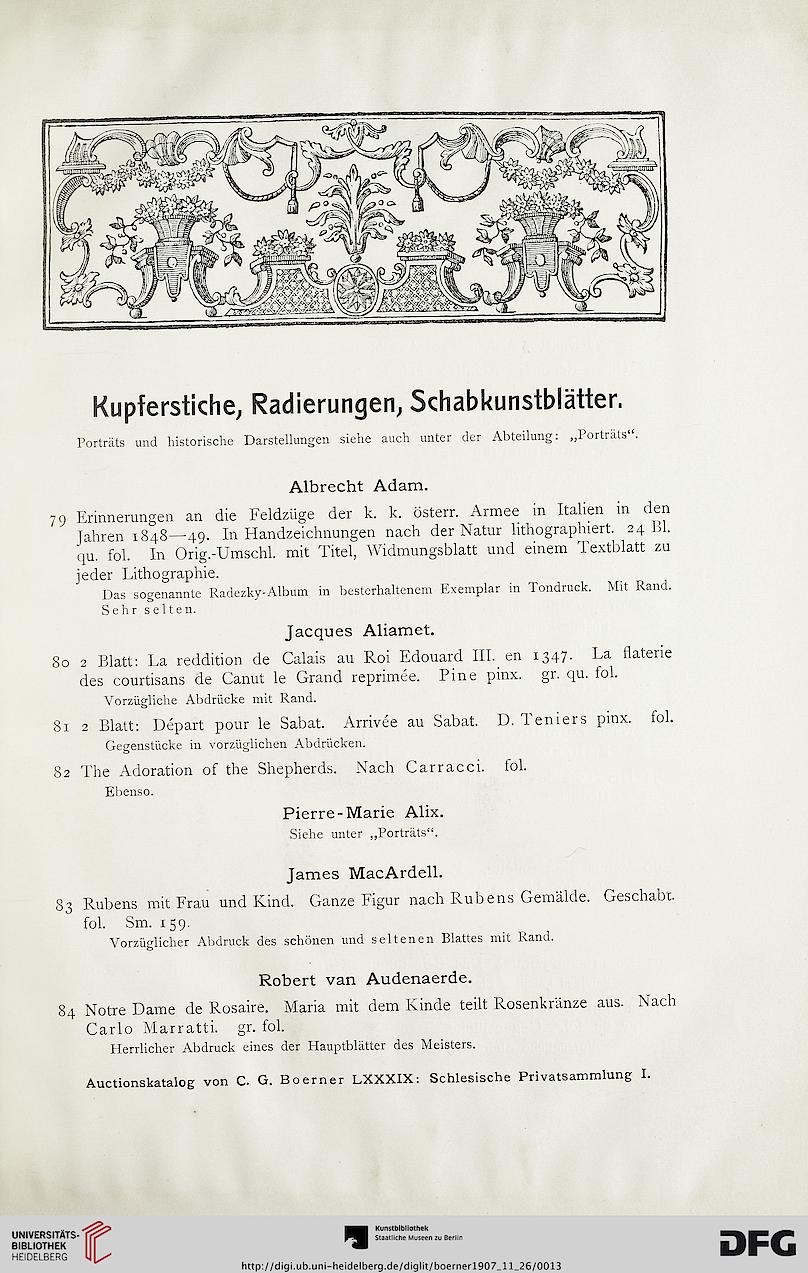 Kupferstiche, Radierungen, Schabkunstblätter.
Porträts und historische Darstellungen siehe auch unter der Abteilung: „Porträts“.
Albrecht Adam.
79 Erinnerungen an die Feldzüge der k. k. österr. Armee in Italien in den
Jahren 1848—49. In Handzeichnungen nach der Natur lithographiert. 24 Bl.
qu. fol. In Orig.-Umschl. mit Titel, Widmungsblatt und einem Textblatt zu
jeder Lithographie.
Das sogenannte Radezky-Album in besterhaltenem Exemplar in Tondruck. Mit Rand.
Sehr selten.
Jacques Aliamet.
80 2 Blatt: La reddition de Calais au Roi Edouard III. en 1347. La flaterie
des courtisans de Canut le Grand reprimée. Pine pinx. gr. qu. fol.
Vorzügliche Abdrücke mit Rand.
81 2 Blatt: Départ pour le Sabat. Arrivée au Sabat. D. Teniers pinx. fol.
Gegenstücke in vorzüglichen Abdrücken.
82 The Adoration of the Shepherds. Nach Carracci. fol.
Ebenso.
Pierre-Marie Alix.
Siehe unter „Porträts“.
James MacArdell.
83 Rubens mit Frau und Kind. Ganze Figur nach Rubens Gemälde. Geschabt.
fol. Sm. 159.
Vorzüglicher Abdruck des schönen und seltenen Blattes mit Rand.
Robert van Audenaerde.
84 Notre Dame de Rosaire. Maria mit dem Kinde teilt Rosenkränze aus. Nach
Carlo Marratti. gr. fol.
Herrlicher Abdruck eines der Hauptblätter des Meisters.
Auctionskatalog von C. G. Boerner LXXXIX: Schlesische Privatsammlung I.
UNIVERSITÄTS-
BIBLIOTHEK
HEIDELBERG
Kunstbibliothek
Staatliche Museen zu Berlin
DFG
http://digi.ub.uni-heidelberg.de/diglit/boerner1907_11_26/0013